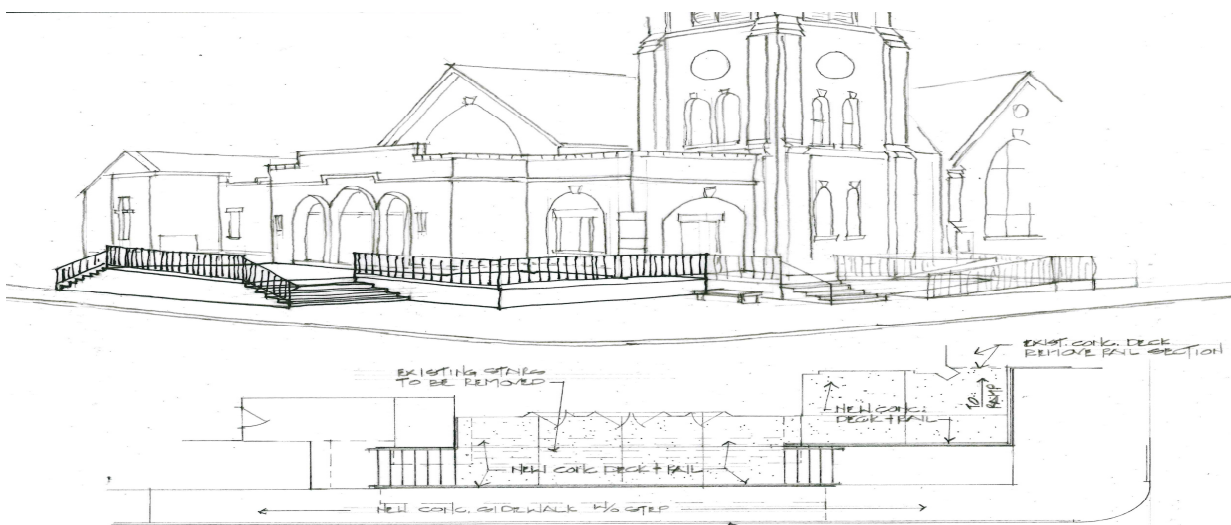 EXIST. CONC. DECK
REMOVE RAIL SECTION
EXISTING STAIRS
TO BE REMOVED
RAMP
NEW CONC.
DECK + RAIL
NEW CONC DECK + RAIL
NEW CONC. SIDEWALK W/O STEP